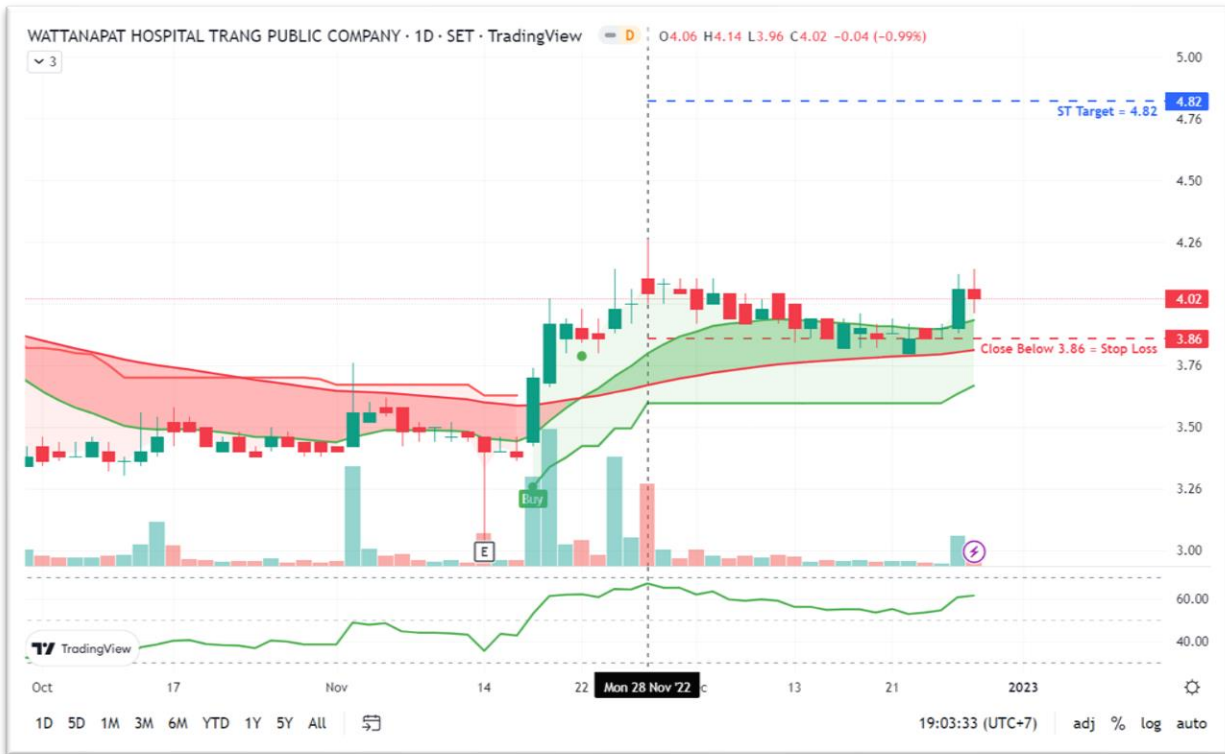 WATTANAPAT HOSPITAL TRANG PUBLIC COMPANY · 1D · SET · TradingView D O4.06 H4.14 L3.96 C4.02 −0.04 (−0.99%)
3
5.00
4.82
ST Target = 4.82
4.76
4.50
4.26
4.02
3.86
Close Below 3.86 = Stop Loss
3.76
3.50
Buy
3.26
E
3.00
60.00
40.00
TradingView
Oct 17 Nov 14 22 Mon 28 Nov '22 c 13 21 2023
1D 5D 1M 3M 6M YTD 1Y 5Y All 19:03:33 (UTC+7) adj % log auto